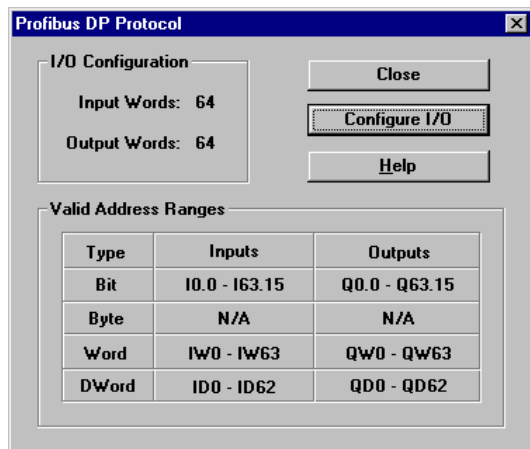 Profibus DP Protocol
I/O Configuration
Input Words: 64
Output Words: 64
Close
Configure I/O
Help
Valid Address Ranges
Type Inputs Outputs
Bit I0.0 - I63.15 Q0.0 - Q63.15
Byte N/A N/A
Word IW0 - IW63 QW0 - QW63
DWord ID0 - ID62 QD0 - QD62